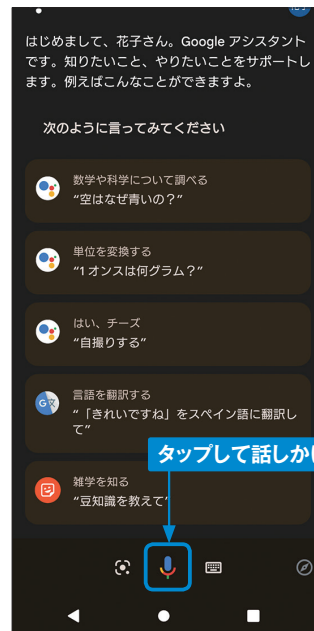 はじめまして、花子さん。Google アシスタント
です。知りたいこと、やりたいことをサポートし
ます。例えばこんなことができますよ。
次のように言ってみてください
数学や科学について調べる
“空はなぜ青いの？”
単位を変換する
“1 オンスは何グラム？”
はい、チーズ
“自撮りする”
言語を翻訳する
“「きれいですね」をスペイン語に翻訳し
て”
タップして話しか
雑学を知る
“豆知識を教えて”